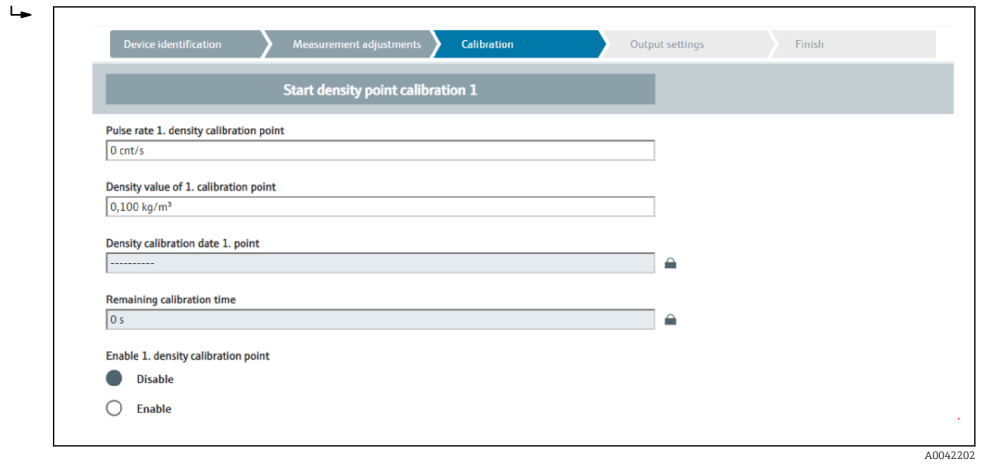 Device identification
Measurement adjustments
Calibration
Output settings
Finish
Start density point calibration 1
Pulse rate 1. density calibration point
0 cnt/s
Density value of 1. calibration point
0,100 kg/m³
Density calibration date 1. point
----------
Remaining calibration time
0 s
Enable 1. density calibration point
Disable
Enable
A0042202